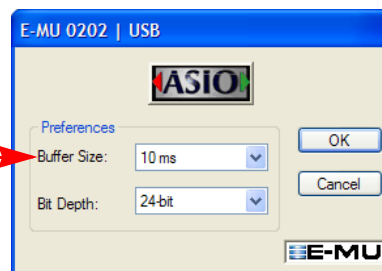 E-MU 0202 | USB
ASIO
Preferences
Buffer Size: 10 ms
OK
Bit Depth: 24-bit
Cancel
E-MU